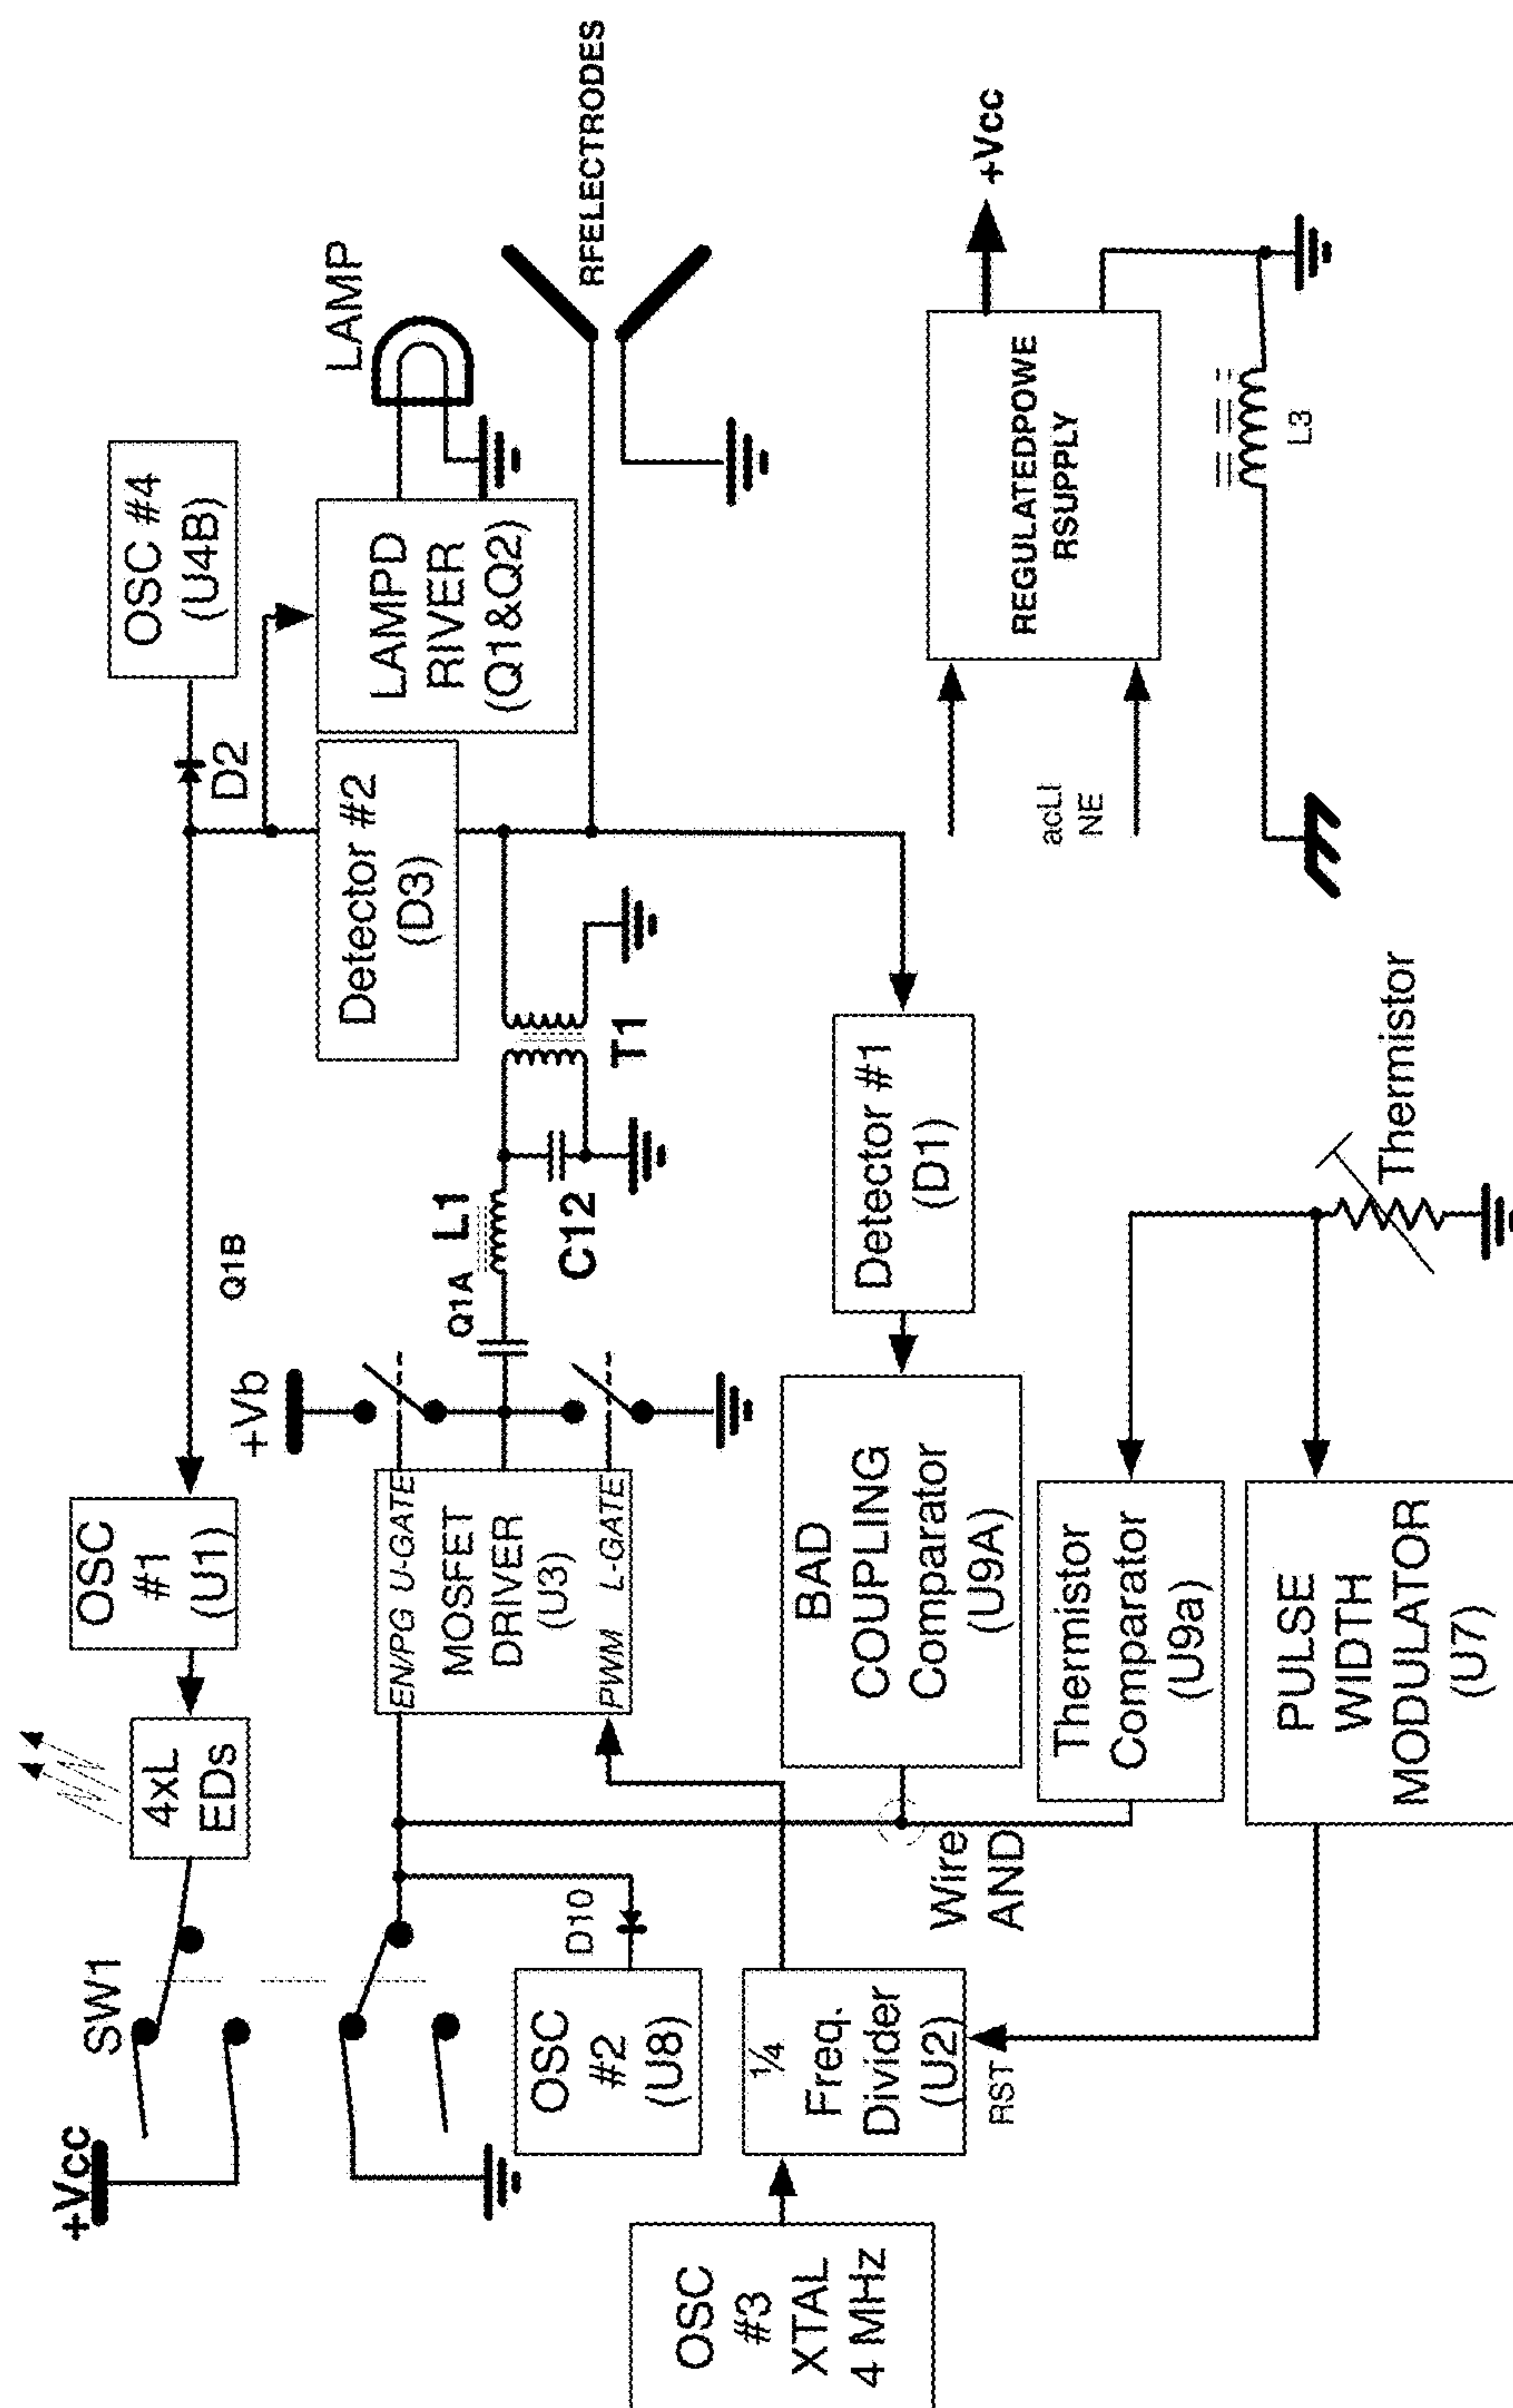 +Vcc
SW1
4xL
EDs
OSC
#1
(U1)
Q1B
D2
OSC #4
(U4B)
+Vb
EN/PG U-GATE
MOSFET
DRIVER
(U3)
PWM L-GATE
Q1A
L1
C12
T1
Detector #2
(D3)
LAMPD
RIVER
(Q1&Q2)
LAMP
RFELECTRODES
D10
OSC
#2
(U8)
OSC
#3
XTAL
4 MHz
1/4
Freq.
Divider
(U2)
RST
Wire
AND
BAD
COUPLING
Comparator
(U9A)
Detector #1
(D1)
Thermistor
Comparator
(U9a)
PULSE
WIDTH
MODULATOR
(U7)
Thermistor
acLI
NE
REGULATEDPOWE
RSUPPLY
+Vcc
L3